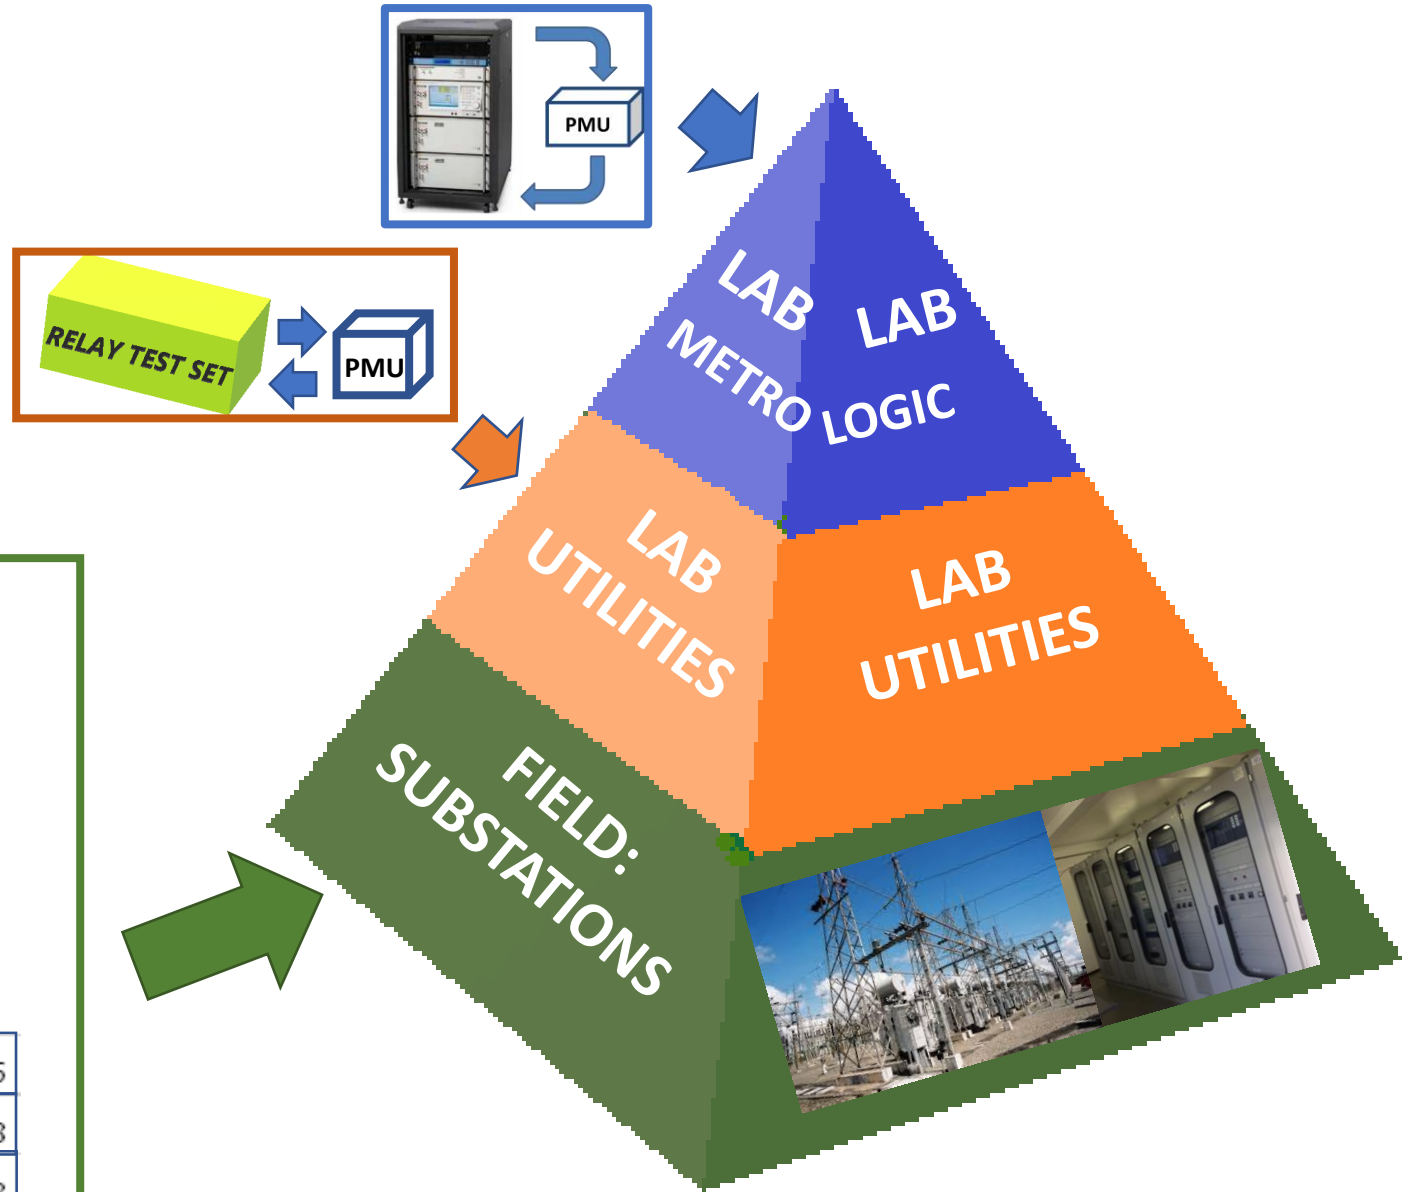 PMU
RELAY TEST SET
PMU
LAB
METRO
LAB
LOGIC
LAB
UTILITIES
LAB
UTILITIES
FIELD:
SUBSTATIONS